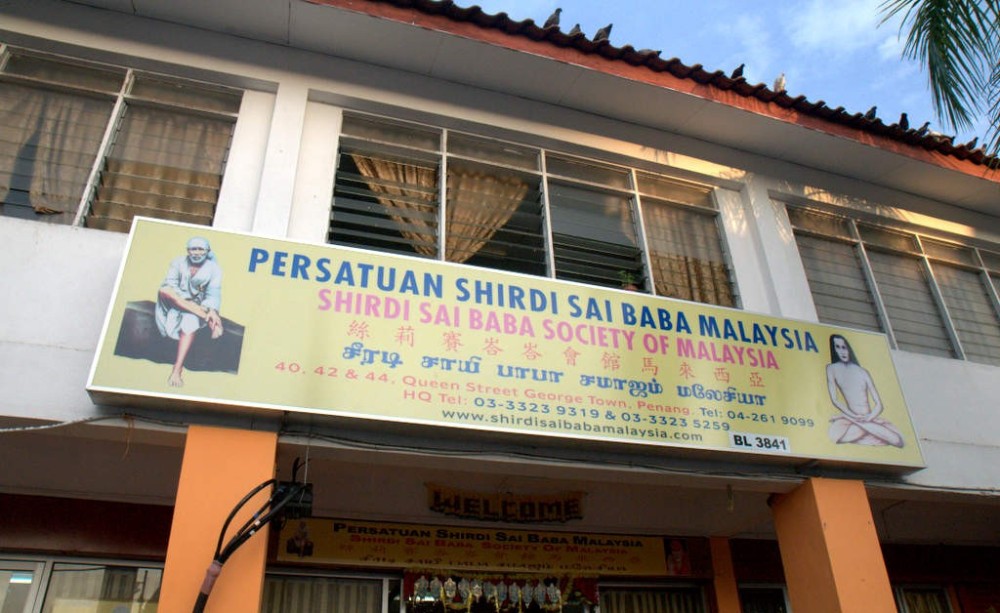 PERSATUAN SHIRDI SAI BABA MALAYSIA
SHIRDI SAI BABA SOCIETY OF MALAYSIA
絲莉賽峇峇會館馬來西亞
சீரடி சாயி பாபா சமாஜம் மலேசியா
40. 42 & 44, Queen Street George Town, Penang. Tel: 04-261 9099
HQ Tel: 03-3323 9319 & 03-3323 5259
www.shirdisaibabamalaysia.com
BL 3841
WELCOME
PERSATUAN SHIRDI SAI BABA MALAYSIA
SHIRDI SAI BABA SOCIETY OF MALAYSIA